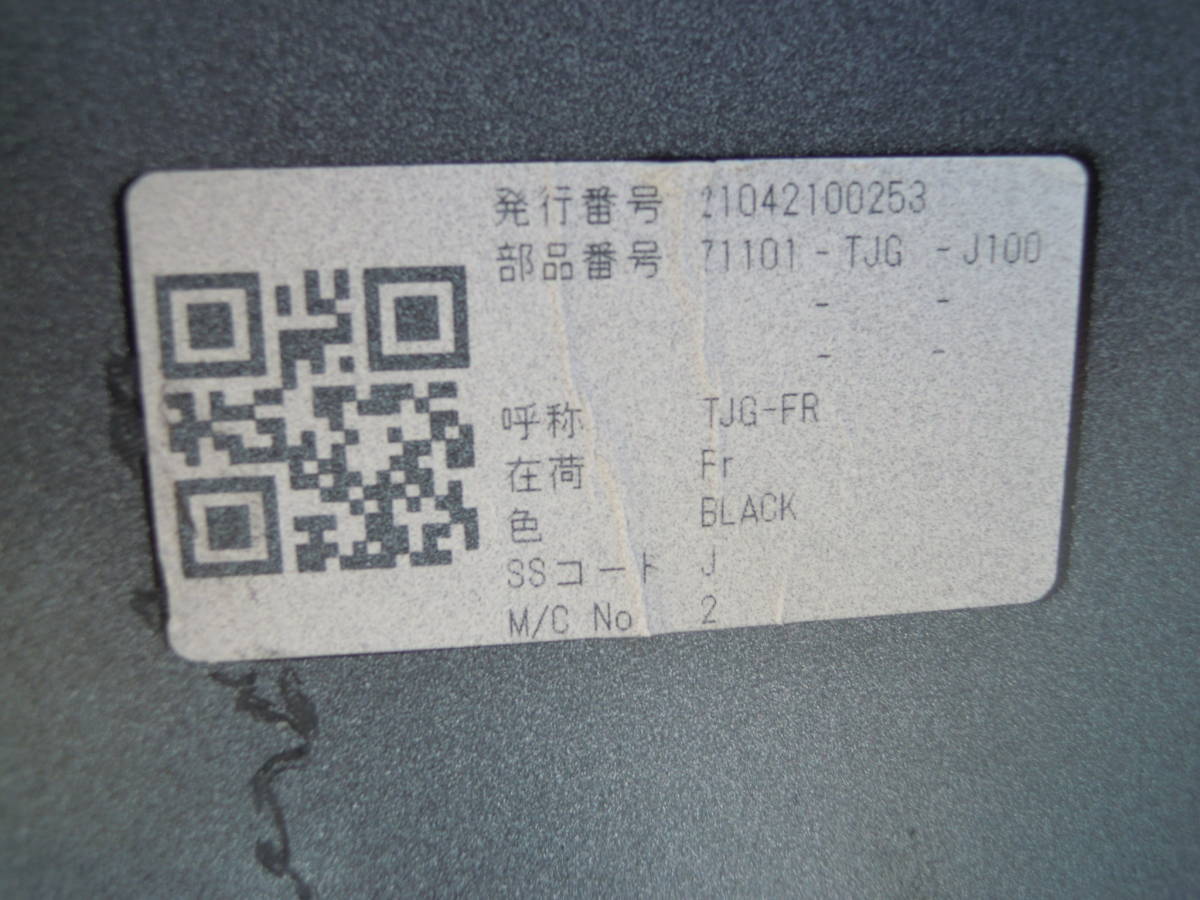 発行番号 21042100253
部品番号 71101 - TJG - J100
- -
- -
呼称 TJG-FR
在荷 Fr
色 BLACK
SSコード J
M/C No 2